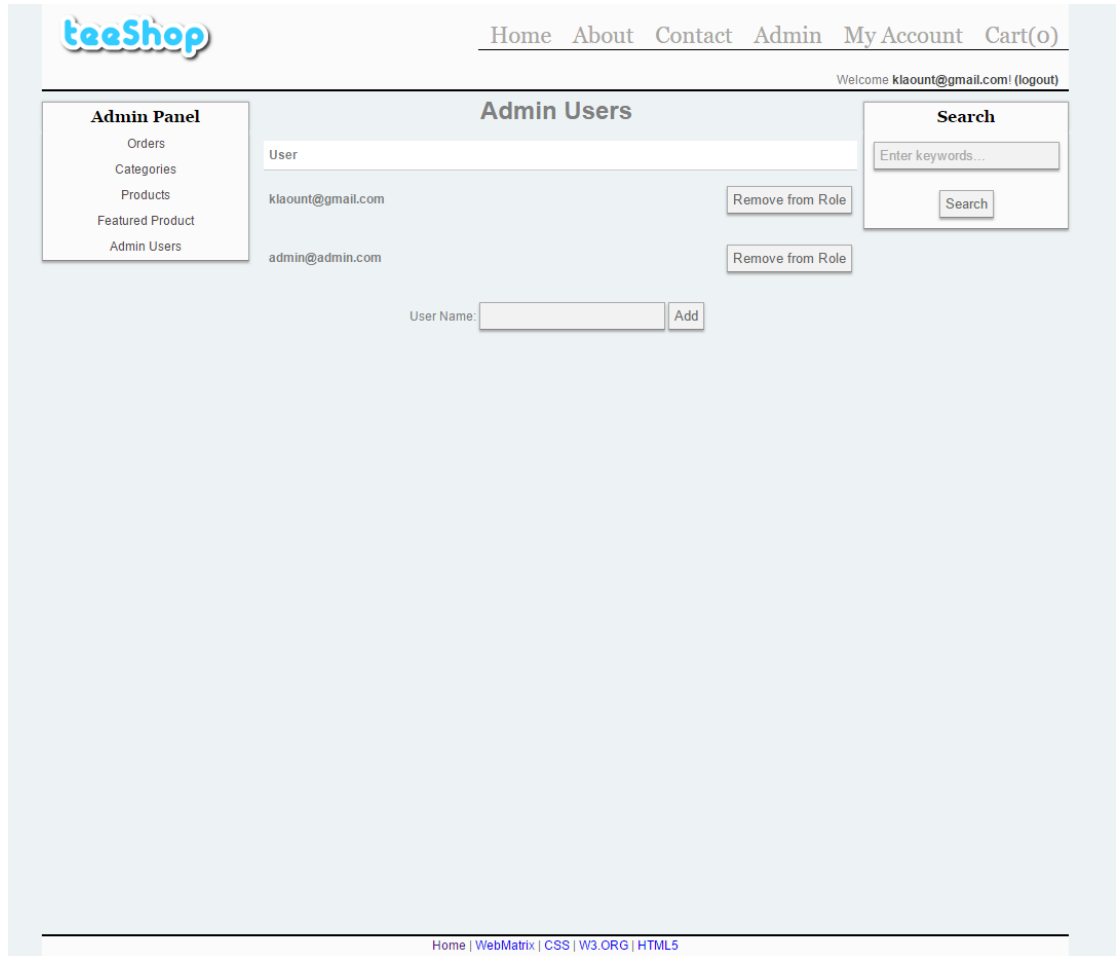 teeShop
Home About Contact Admin My Account Cart(0)
Welcome klaount@gmail.com! (logout)
Admin Panel
Orders
Categories
Products
Featured Product
Admin Users
Admin Users
User
klaount@gmail.com Remove from Role
admin@admin.com Remove from Role
User Name: Add
Search
Enter keywords...
Search
Home | WebMatrix | CSS | W3.ORG | HTML5